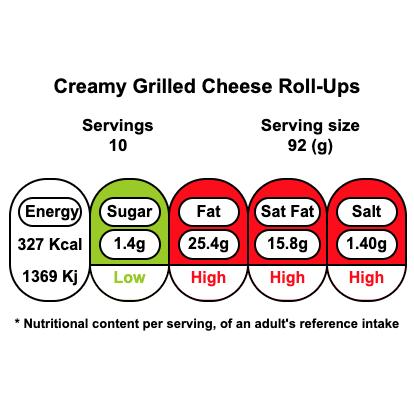 Creamy Grilled Cheese Roll-Ups
Servings Serving size
10 92 (g)
Energy Sugar Fat Sat Fat Salt
327 Kcal 1.4g 25.4g 15.8g 1.40g
1369 Kj Low High High High
* Nutritional content per serving, of an adult's reference intake